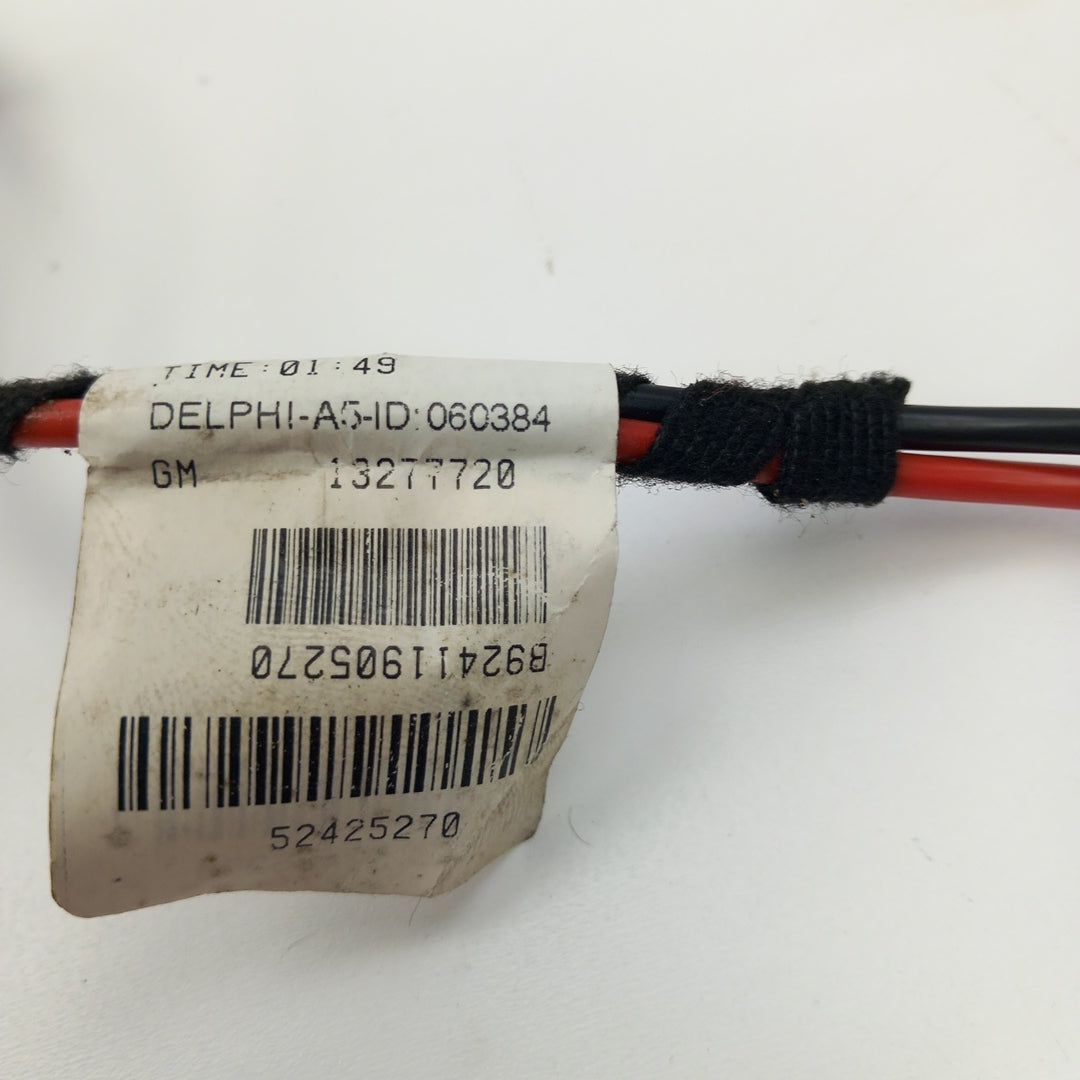 TIME:01:49
DELPHI-A5-ID:060384
GM 13277720
B92411905270
52425270